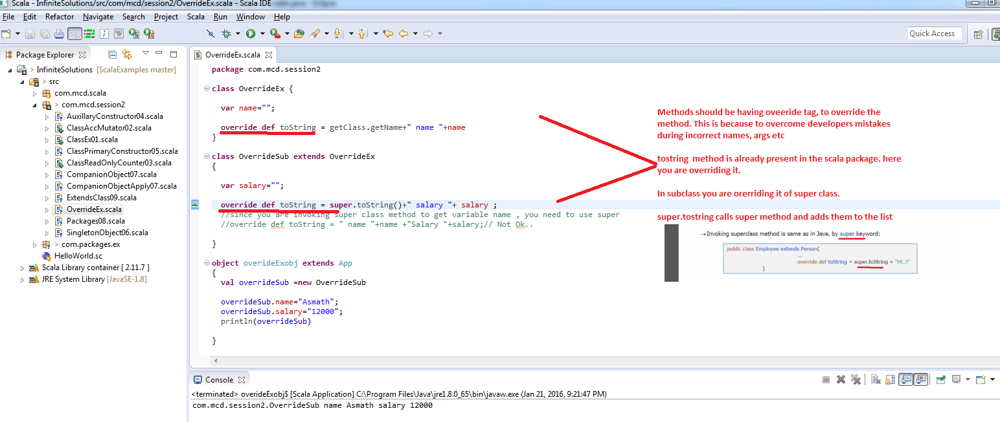 Scala - InfiniteSolutions/src/com/mcd/session2/OverrideEx.scala - Scala IDE
File Edit Refactor Navigate Search Project Scala Run Window Help
Quick Access
Package Explorer
> InfiniteSolutions [ScalaExamples master]
> src
com.mcd.scala
> com.mcd.session2
AuxillaryConstructor04.scala
ClassAccMutator02.scala
ClassEx01.scala
ClassPrimaryConstructor05.scala
ClassReadOnlyCounter03.scala
CompanionObject07.scala
CompanionObjectApply07.scala
ExtendsClass09.scala
OverrideEx.scala
Packages08.scala
SingletonObject06.scala
> com.packages.ex
HelloWorld.sc
Scala Library container [ 2.11.7 ]
JRE System Library [JavaSE-1.8]
OverrideEx.scala
package com.mcd.session2
class OverrideEx {
var name="";
override def toString = getClass.getName+" name "+name
}
class OverrideSub extends OverrideEx
{
var salary="";
override def toString = super.toString()+" salary "+ salary ;
//since you are invoking super class method to get variable name , you need to use super
//override def toString = " name "+name +"Salary "+salary;// Not Ok..
}
object overideExobj extends App
{
val overrideSub =new OverrideSub
overrideSub.name="Asmath";
overrideSub.salary="12000";
println(overrideSub)
}
Methods should be having oveeride tag, to override the
method. This is because to overcome developers mistakes
during incorrect names, args etc
tostring method is already present in the scala package. here
you are overriding it.
In subclass you are orerriding it of super class.
super.tostring calls super method and adds them to the list
→Invoking superclass method is same as in Java, by super keyword:
public class Employee extends Person{
...
override def toString = super.toString + "Hi..!"
}
Console
<terminated> overideExobj$ [Scala Application] C:\Program Files\Java\jre1.8.0_65\bin\javaw.exe (Jan 21, 2016, 9:21:47 PM)
com.mcd.session2.OverrideSub name Asmath salary 12000